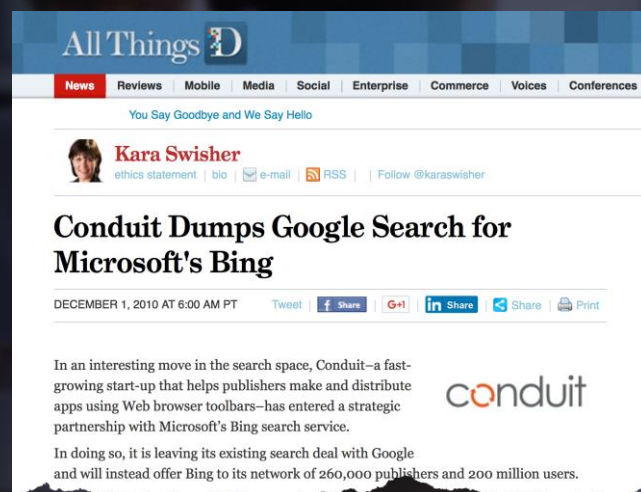 All Things D
News Reviews Mobile Media Social Enterprise Commerce Voices Conferences
You Say Goodbye and We Say Hello
Kara Swisher
ethics statement | bio | e-mail | RSS | | Follow @karaswisher
Conduit Dumps Google Search for
Microsoft's Bing
DECEMBER 1, 2010 AT 6:00 AM PT Tweet | f Share | G+1 | in Share | Share | Print
In an interesting move in the search space, Conduit–a fast-
growing start-up that helps publishers make and distribute
apps using Web browser toolbars–has entered a strategic
partnership with Microsoft's Bing search service.
conduit
In doing so, it is leaving its existing search deal with Google
and will instead offer Bing to its network of 260,000 publishers and 200 million users.